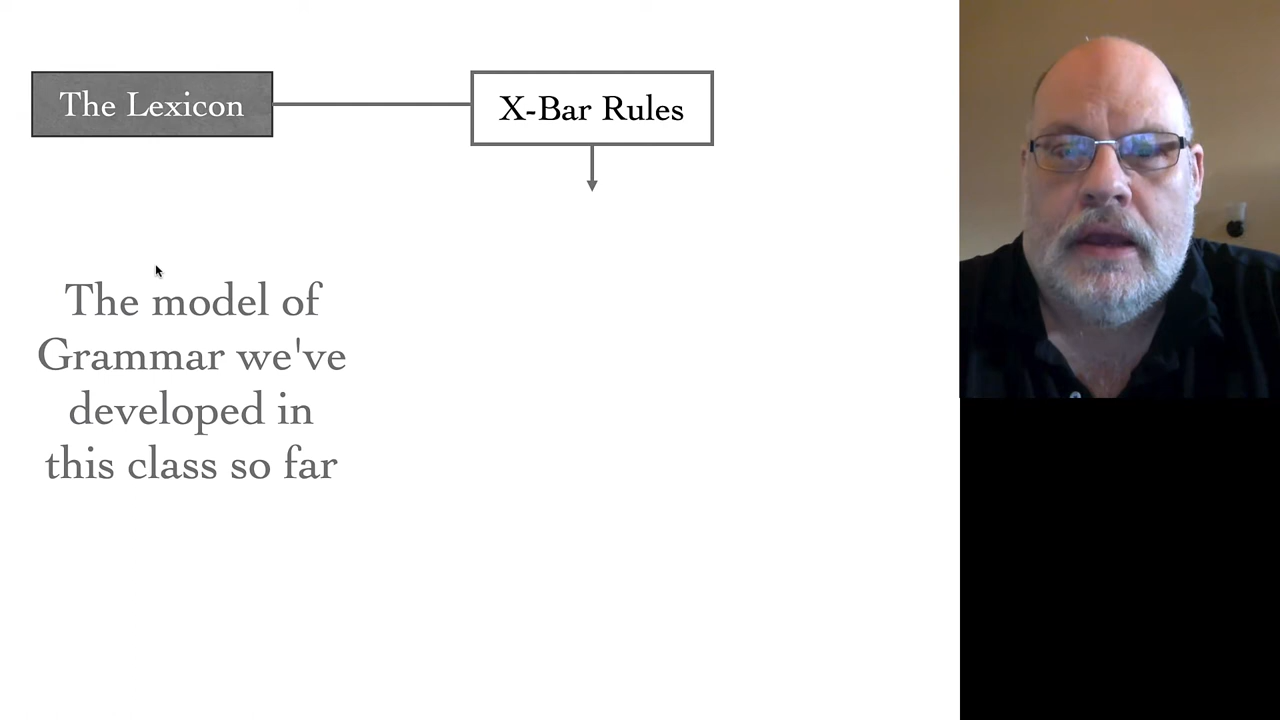 The Lexicon
X-Bar Rules
The model of
Grammar we've
developed in
this class so far